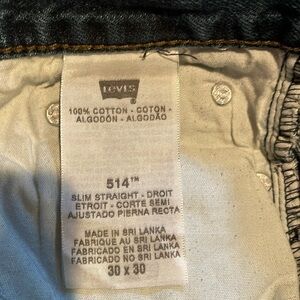 LEVI'S
100% COTTON - COTON -
ALGODÓN - ALGODÃO
514™
SLIM STRAIGHT - DROIT
ETROIT - CORTE SEMI
AJUSTADO PIERNA RECTA
MADE IN SRI LANKA
FABRIQUE AU SRI LANKA
FABRICADO EN SRI LANKA
FABRICADO NO SRI LANKA
30 x 30